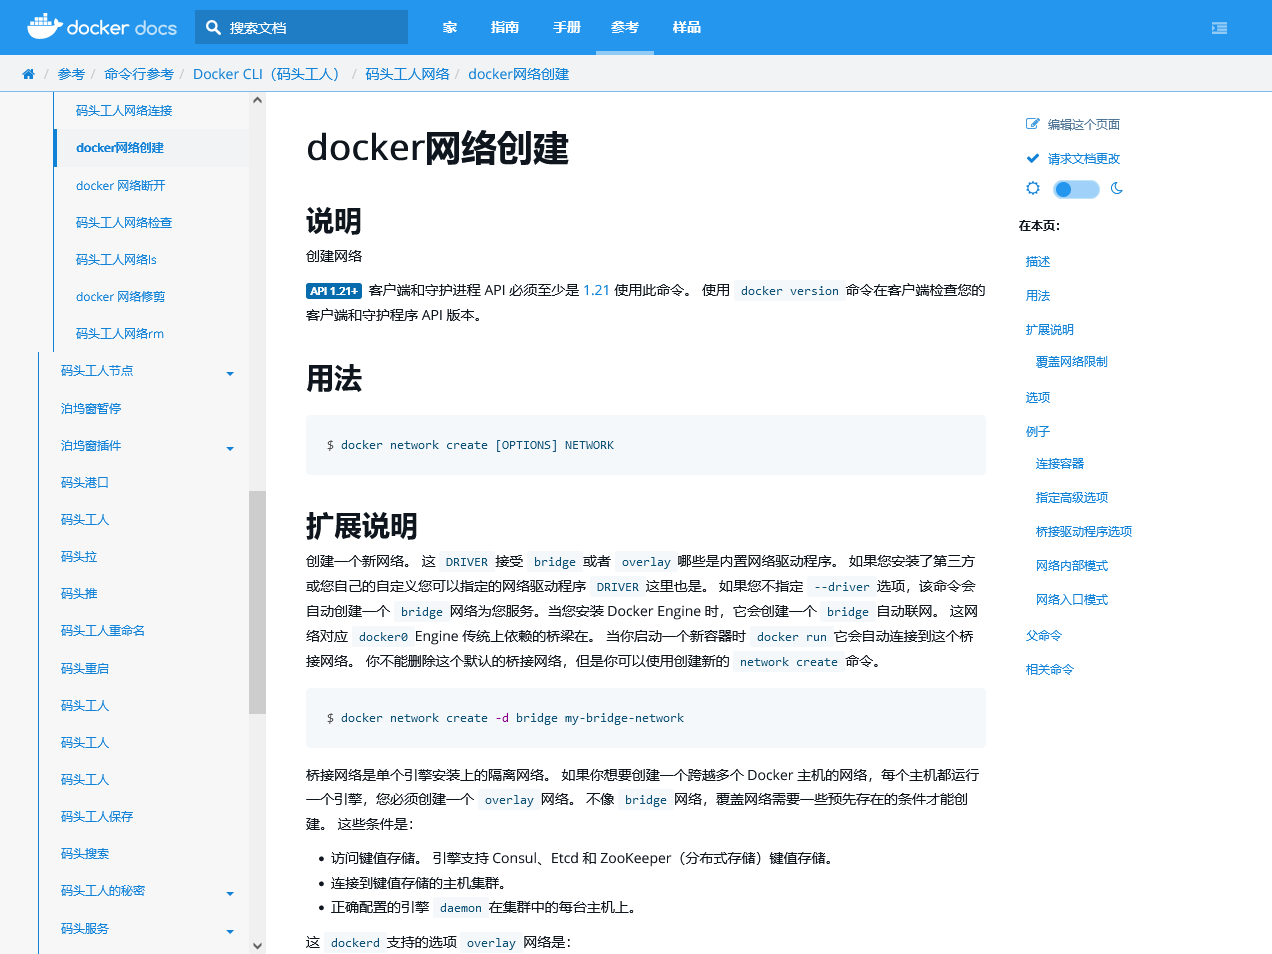 docker docs
搜索文档
家
指南
手册
参考
样品
/ 参考 / 命令行参考 / Docker CLI（码头工人） / 码头工人网络 / docker网络创建
码头工人网络连接
docker网络创建
docker 网络断开
码头工人网络检查
码头工人网络ls
docker 网络修剪
码头工人网络rm
码头工人节点
泊坞窗暂停
泊坞窗插件
码头港口
码头工人
码头拉
码头推
码头工人重命名
码头重启
码头工人
码头工人
码头工人
码头工人保存
码头搜索
码头工人的秘密
码头服务
docker网络创建
说明
创建网络
API 1.21+ 客户端和守护进程 API 必须至少是 1.21 使用此命令。 使用 docker version 命令在客户端检查您的
客户端和守护程序 API 版本。
用法
$ docker network create [OPTIONS] NETWORK
扩展说明
创建一个新网络。 这 DRIVER 接受 bridge 或者 overlay 哪些是内置网络驱动程序。 如果您安装了第三方
或您自己的自定义您可以指定的网络驱动程序 DRIVER 这里也是。 如果您不指定 --driver 选项，该命令会
自动创建一个 bridge 网络为您服务。当您安装 Docker Engine 时，它会创建一个 bridge 自动联网。 这网
络对应 docker0 Engine 传统上依赖的桥梁在。 当你启动一个新容器时 docker run 它会自动连接到这个桥
接网络。 你不能删除这个默认的桥接网络，但是你可以使用创建新的 network create 命令。
$ docker network create -d bridge my-bridge-network
桥接网络是单个引擎安装上的隔离网络。 如果你想要创建一个跨越多个 Docker 主机的网络，每个主机都运行
一个引擎，您必须创建一个 overlay 网络。 不像 bridge 网络，覆盖网络需要一些预先存在的条件才能创
建。 这些条件是：
• 访问键值存储。 引擎支持 Consul、Etcd 和 ZooKeeper（分布式存储）键值存储。
• 连接到键值存储的主机集群。
• 正确配置的引擎 daemon 在集群中的每台主机上。
这 dockerd 支持的选项 overlay 网络是：
编辑这个页面
请求文档更改
在本页：
描述
用法
扩展说明
覆盖网络限制
选项
例子
连接容器
指定高级选项
桥接驱动程序选项
网络内部模式
网络入口模式
父命令
相关命令